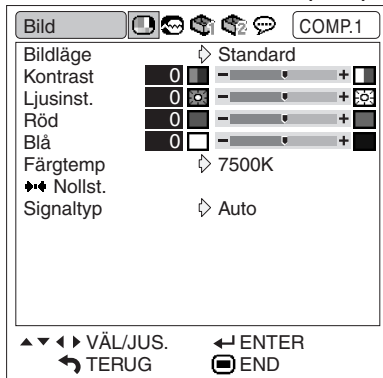 Bild COMP.1
Bildläge Standard
Kontrast 0 - +
Ljusinst. 0 - +
Röd 0 - +
Blå 0 - +
Färgtemp 7500K
Nollst.
Signaltyp Auto
VÄL/JUS. ENTER
TERUG END